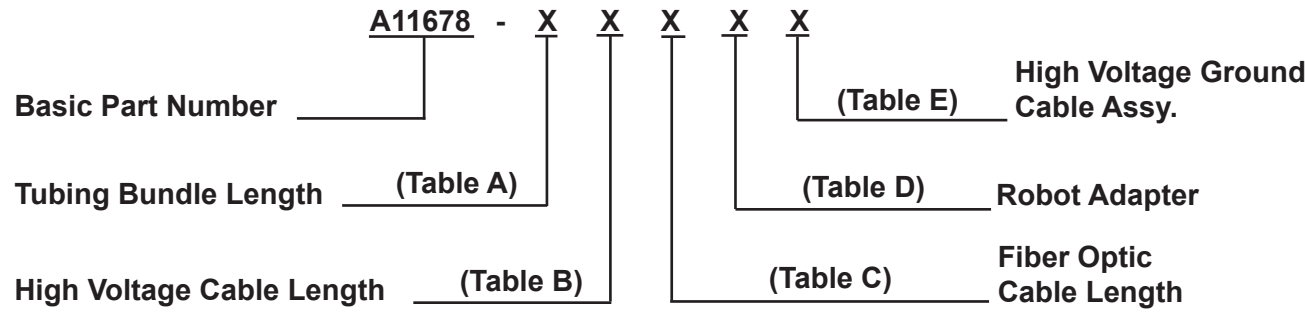 A11678 - X X X X X
Basic Part Number
(Table E)
High Voltage Ground
Cable Assy.
Tubing Bundle Length
(Table A)
(Table D)
Robot Adapter
High Voltage Cable Length
(Table B)
(Table C)
Fiber Optic
Cable Length